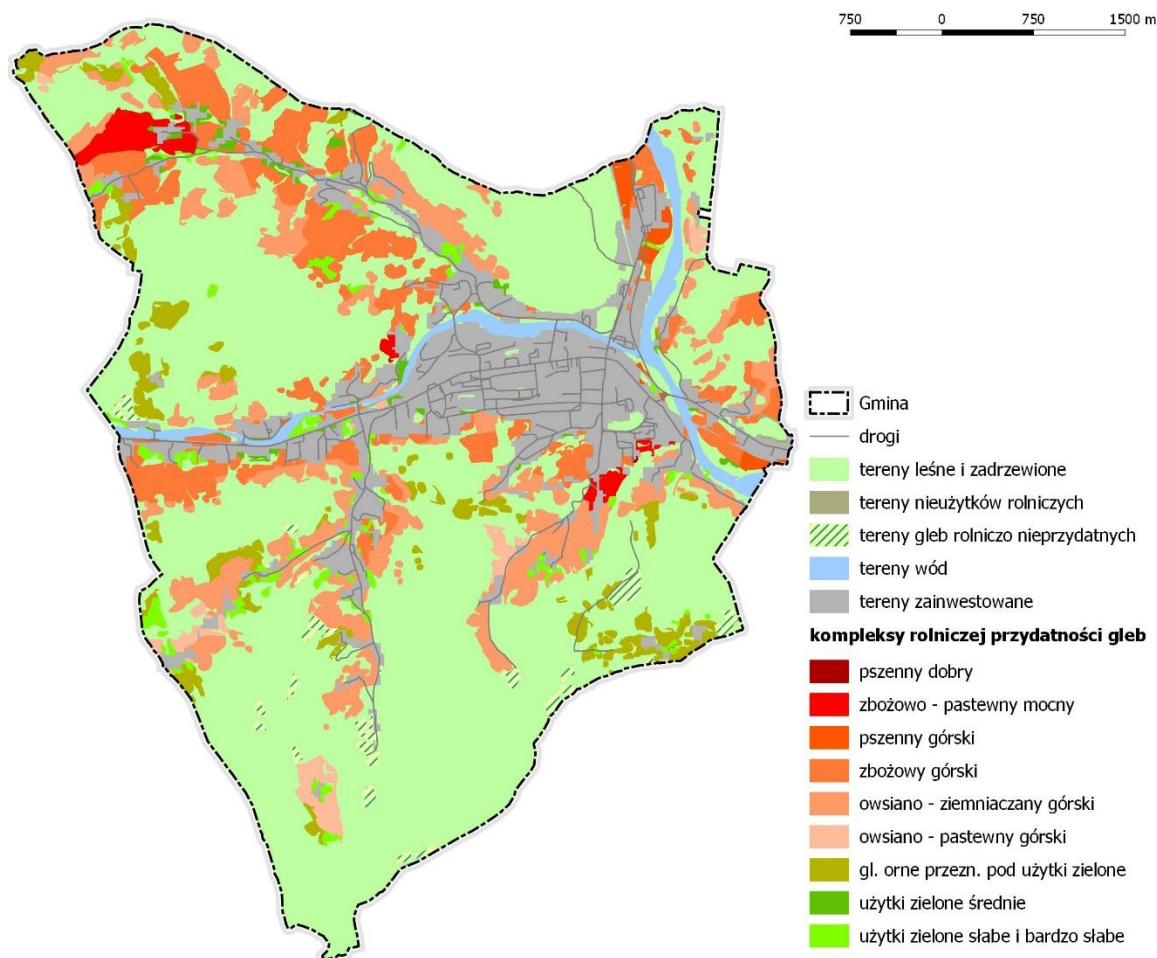 750 0 750 1500 m
Gmina
drogi
tereny leśne i zadrzewione
tereny nieużytków rolniczych
tereny gleb rolniczo nieprzydatnych
tereny wód
tereny zainwestowane
kompleksy rolniczej przydatności gleb
pszenny dobry
zbożowo - pastewny mocny
pszenny górski
zbożowy górski
owsiano - ziemniaczany górski
owsiano - pastewny górski
gl. orne przezn. pod użytki zielone
użytki zielone średnie
użytki zielone słabe i bardzo słabe